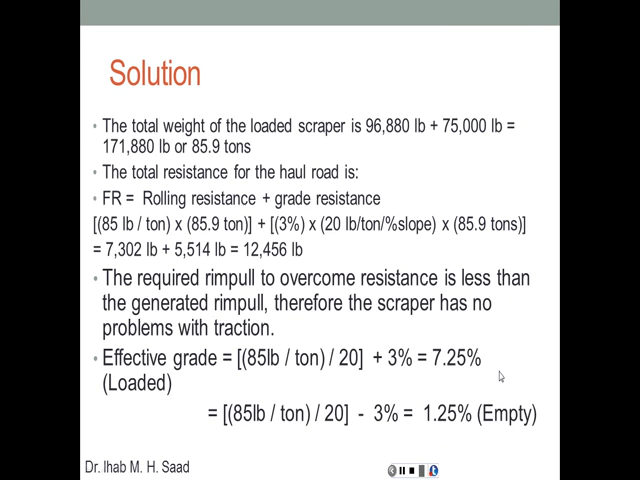 Solution
• The total weight of the loaded scraper is 96,880 lb + 75,000 lb =
171,880 lb or 85.9 tons
• The total resistance for the haul road is:
• FR = Rolling resistance + grade resistance
[(85 lb / ton) x (85.9 ton)] + [(3%) x (20 lb/ton/%slope) x (85.9 tons)]
= 7,302 lb + 5,514 lb = 12,456 lb
• The required rimpull to overcome resistance is less than
the generated rimpull, therefore the scraper has no
problems with traction.
• Effective grade = [(85lb / ton) / 20] + 3% = 7.25%
(Loaded)
= [(85lb / ton) / 20] - 3% = 1.25% (Empty)
Dr. Ihab M. H. Saad